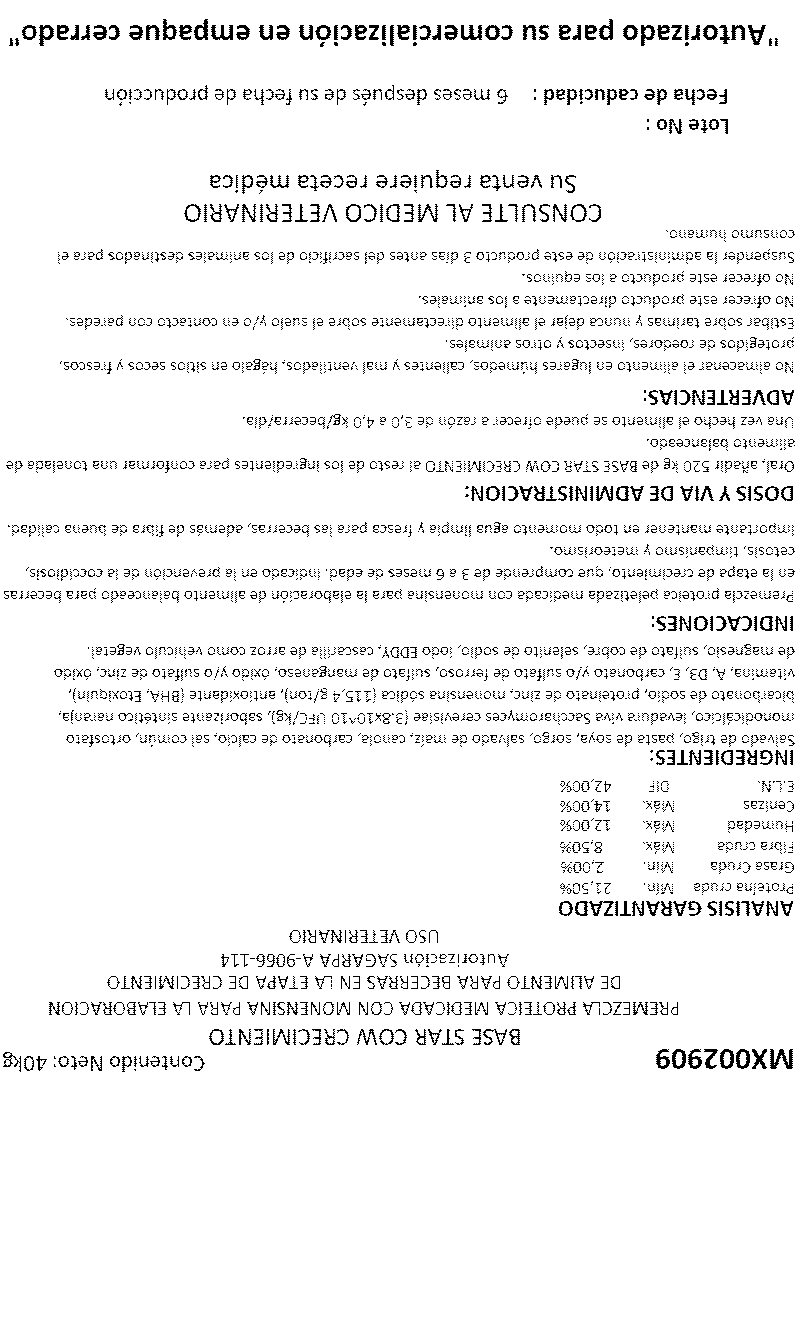 MX002909 Contenido Neto: 40kg
BASE STAR COW CRECIMIENTO
PREMEZCLA PROTEICA MEDICADA CON MONENSINA PARA LA ELABORACION
DE ALIMENTO PARA BECERRAS EN LA ETAPA DE CRECIMIENTO
Autorización SAGARPA A-9066-114
USO VETERINARIO
ANALISIS GARANTIZADO
Proteína cruda Mín. 21,50%
Grasa Cruda Mín. 2,00%
Fibra cruda Máx. 8,50%
Humedad Máx. 12,00%
Cenizas Máx. 14,00%
E.L.N. DIF 42,00%
INGREDIENTES:
Salvado de trigo, pasta de soya, sorgo, salvado de maíz, canola, carbonato de calcio, sal común, ortosfato
monodicálcico, levadura viva Saccharomyces cerevisiae (3.8x10^10 UFC/kg), saborizante sintético naranja,
bicarbonato de sodio, proteinato de zinc, monensina sódica (115,4 g/ton), antioxidante (BHA, Etoxiquin),
vitamina, A, D3, E, carbonato y/o sulfato de ferroso, sulfato de manganeso, óxido y/o sulfato de zinc, óxido
de magnesio, sulfato de cobre, selenito de sodio, iodo EDDY, cascarilla de arroz como vehículo vegetal.
INDICACIONES:
Premezcla proteica peletizada medicada con monensina para la elaboración de alimento balanceado para becerras
en la etapa de crecimiento, que comprende de 3 a 6 meses de edad. Indicado en la prevención de la coccidiosis,
cetosis, timpanismo y meteorismo.
Importante mantener en todo momento agua limpia y fresca para las becerras, además de fibra de buena calidad.
DOSIS Y VIA DE ADMINISTRACION:
Oral, añadir 520 kg de BASE STAR COW CRECIMIENTO al resto de los ingredientes para conformar una tonelada de
alimento balanceado.
Una vez hecho el alimento se puede ofrecer a razón de 3,0 a 4,0 kg/becerra/día.
ADVERTENCIAS:
No almacenar el alimento en lugares húmedos, calientes y mal ventilados, hágalo en sitios secos y frescos,
protegidos de roedores, insectos y otros animales.
Estibar sobre tarimas y nunca dejar el alimento directamente sobre el suelo y/o en contacto con paredes.
No ofrecer este producto directamente a los animales.
No ofrecer este producto a los equinos.
Suspender la administración de este producto 3 días antes del sacrificio de los animales destinados para el
consumo humano.
CONSULTE AL MEDICO VETERINARIO
Su venta requiere receta médica
Lote No :
Fecha de caducidad : 6 meses después de su fecha de producción
"Autorizado para su comercialización en empaque cerrado"